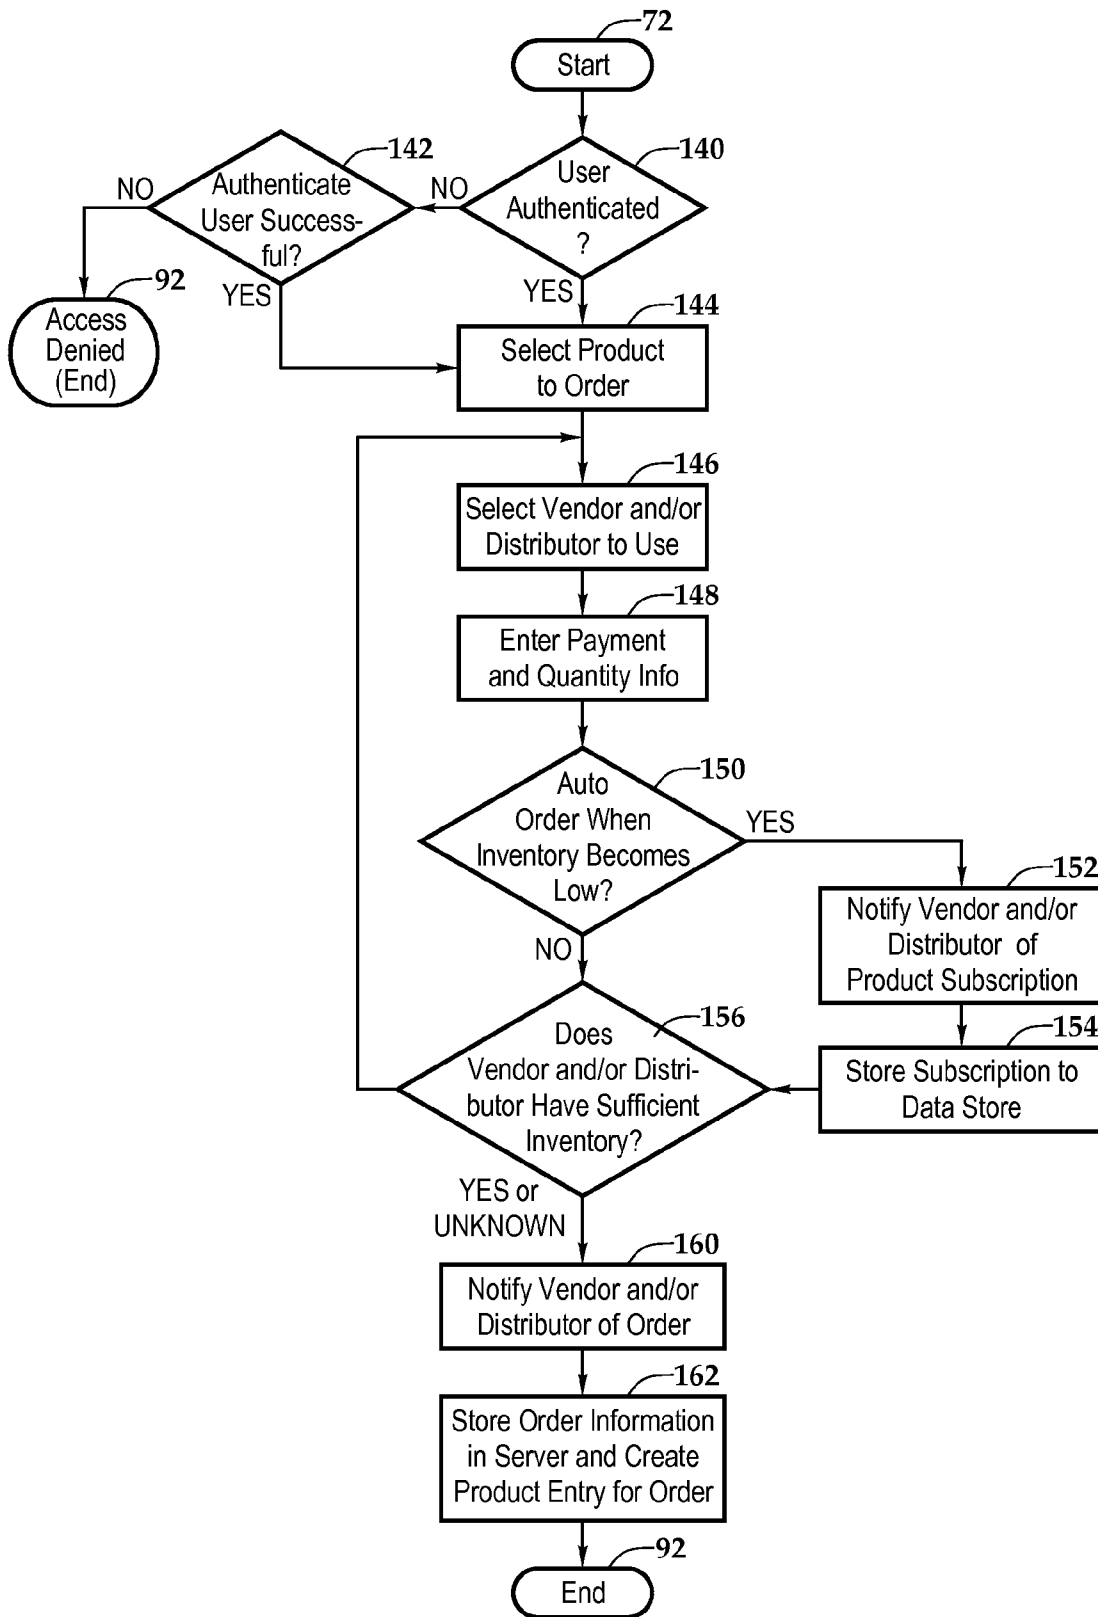 72
Start
142
140
NO
Authenticate
User Success-
ful?
NO
User
Authenticated
?
92
YES
YES
144
Access
Denied
(End)
Select Product
to Order
146
Select Vendor and/or
Distributor to Use
148
Enter Payment
and Quantity Info
150
Auto
Order When
Inventory Becomes
Low?
YES
152
Notify Vendor and/or
Distributor of
Product Subscription
NO
156
154
Does
Vendor and/or Distri-
butor Have Sufficient
Inventory?
Store Subscription to
Data Store
YES or
UNKNOWN
160
Notify Vendor and/or
Distributor of Order
162
Store Order Information
in Server and Create
Product Entry for Order
92
End